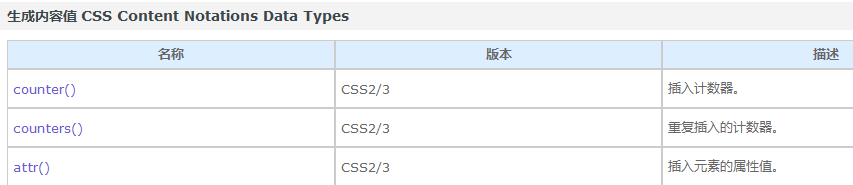 生成内容值 CSS Content Notations Data Types
名称 版本 描述
counter() CSS2/3 插入计数器。
counters() CSS2/3 重复插入的计数器。
attr() CSS2/3 插入元素的属性值。